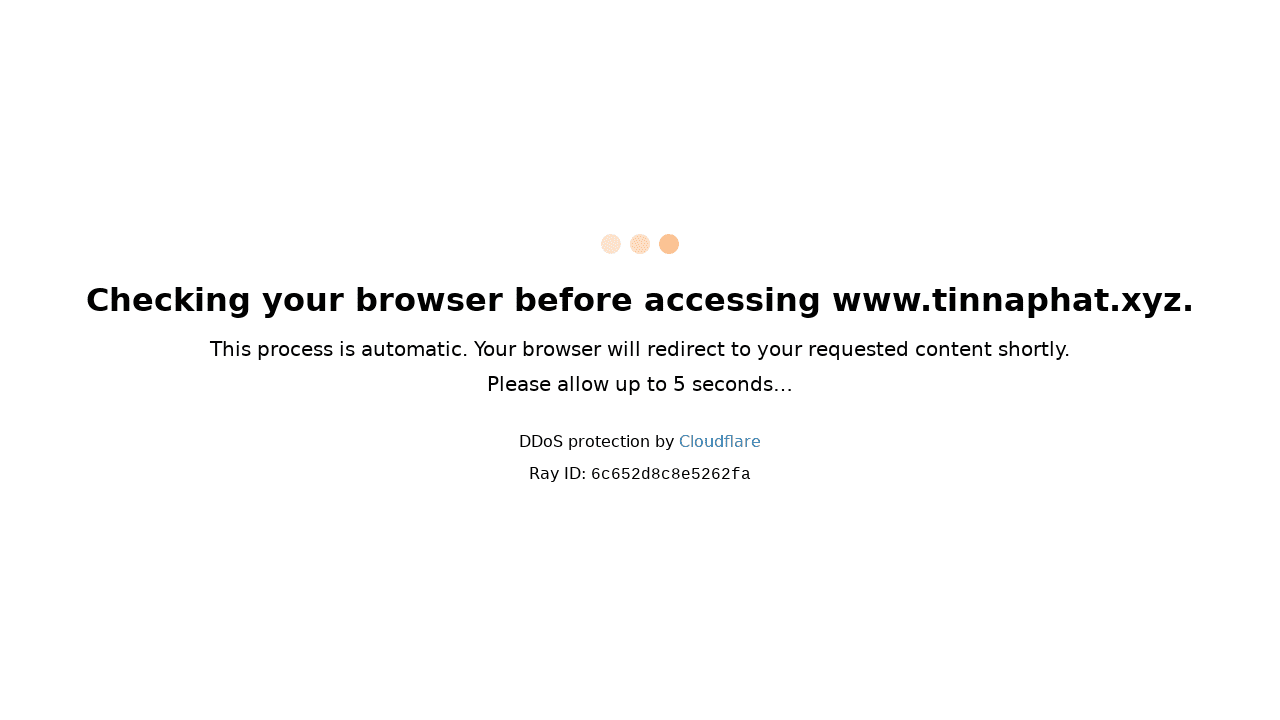 Checking your browser before accessing www.tinnaphat.xyz.
This process is automatic. Your browser will redirect to your requested content shortly.
Please allow up to 5 seconds…
DDoS protection by Cloudflare
Ray ID: 6c652d8c8e5262fa